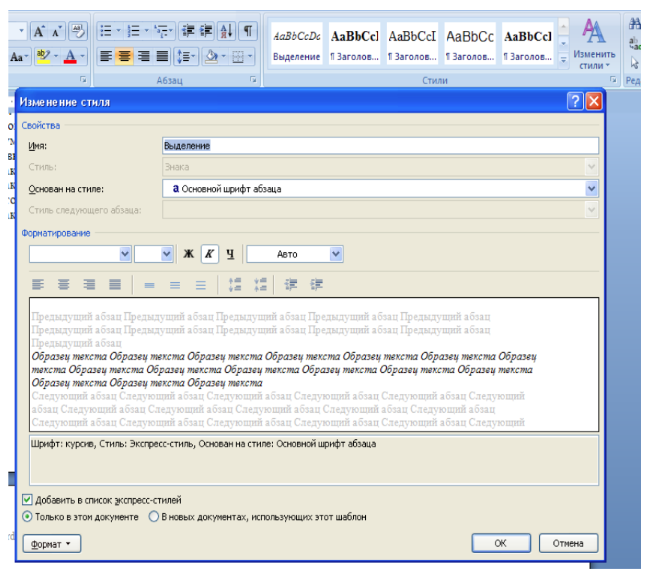 AaBbCcDc AaBbCcI AaBbCcI AaBbCc AaBbCcI
Aa
Выделение ¶ Заголов... ¶ Заголов... ¶ Заголов... ¶ Заголов... Изменить
стили
Абзац Стили Ред
Изменение стиля
Свойства
Имя: Выделение
Стиль: Знака
Основан на стиле: а Основной шрифт абзаца
Стиль следующего абзаца:
Форматирование
Ж К Ч Авто
Предыдущий абзац Предыдущий абзац Предыдущий абзац Предыдущий абзац Предыдущий абзац
Предыдущий абзац Предыдущий абзац Предыдущий абзац Предыдущий абзац Предыдущий абзац
Предыдущий абзац
Образец текста Образец текста Образец текста Образец текста Образец текста Образец текста Образец
текста Образец текста Образец текста Образец текста Образец текста Образец текста Образец текста
Образец текста Образец текста Образец текста
Следующий абзац Следующий абзац Следующий абзац Следующий абзац Следующий абзац Следующий
абзац Следующий абзац Следующий абзац Следующий абзац Следующий абзац Следующий абзац
Следующий абзац Следующий абзац Следующий абзац Следующий абзац Следующий абзац Следующий
Шрифт: курсив, Стиль: Экспресс-стиль, Основан на стиле: Основной шрифт абзаца
Добавить в список экспресс-стилей
Только в этом документе В новых документах, использующих этот шаблон
Формат ОК Отмена